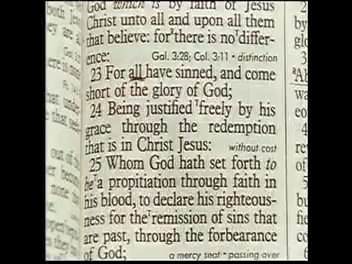 God which is by faith of Jesus
Christ unto all and upon all them
that believe: for there is no differ-
ence: Gal. 3:28; Col. 3:11 • distinction
23 For all have sinned, and come
short of the glory of God;
24 Being justified freely by his
grace through the redemption
that is in Christ Jesus: without cost
25 Whom God hath set forth to
be a propitiation through faith in
his blood, to declare his righteous-
ness for the remission of sins that
are past, through the forbearance
of God; a mercy seat • passing over